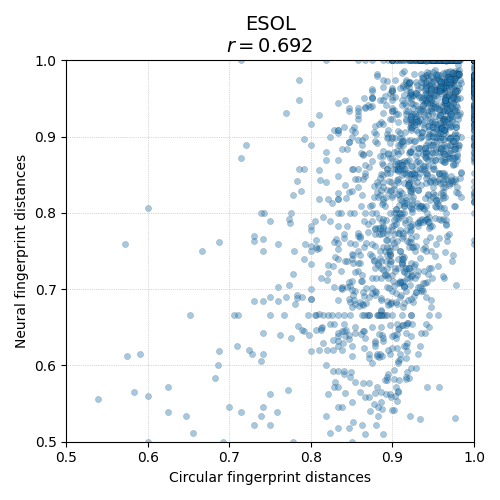 ESOL
r = 0.692
1.0
0.9
0.8
0.7
0.6
0.5
Neural fingerprint distances
0.5 0.6 0.7 0.8 0.9 1.0
Circular fingerprint distances